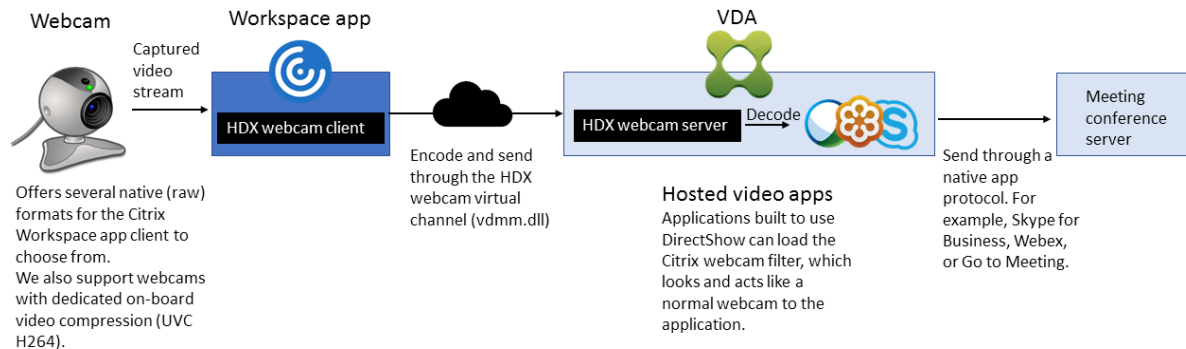 Webcam
Workspace app
VDA
Captured
video
stream
HDX webcam client
HDX webcam server
Decode
Meeting
conference
server
Offers several native (raw)
formats for the Citrix
Workspace app client to
choose from.
We also support webcams
with dedicated on-board
video compression (UVC
H264).
Encode and send
through the HDX
webcam virtual
channel (vdmm.dll)
Hosted video apps
Applications built to use
DirectShow can load the
Citrix webcam filter, which
looks and acts like a
normal webcam to the
application.
Send through a
native app
protocol. For
example, Skype for
Business, Webex,
or Go to Meeting.